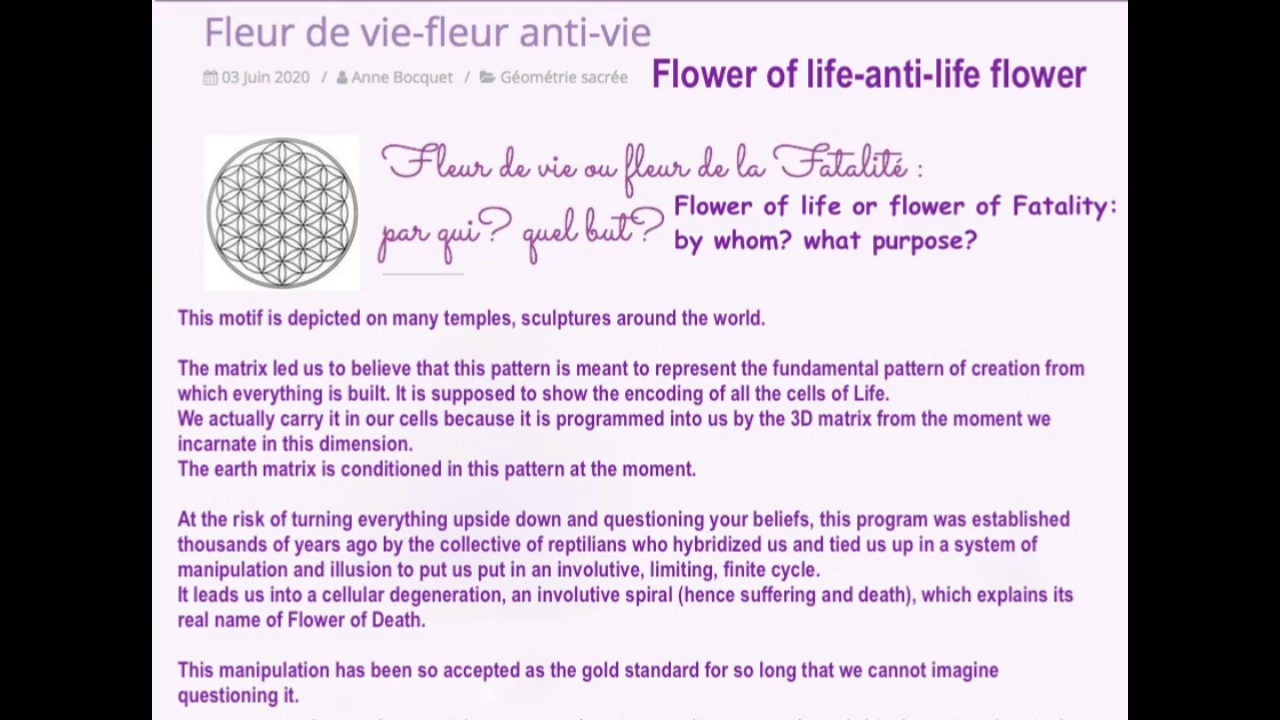 Fleur de vie-fleur anti-vie
03 Juin 2020 / Anne Bocquet / Géométrie sacrée
Flower of life-anti-life flower
Fleur de vie ou fleur de la Fatalité :
par qui? quel but?
Flower of life or flower of Fatality:
by whom? what purpose?
This motif is depicted on many temples, sculptures around the world.
The matrix led us to believe that this pattern is meant to represent the fundamental pattern of creation from
which everything is built. It is supposed to show the encoding of all the cells of Life.
We actually carry it in our cells because it is programmed into us by the 3D matrix from the moment we
incarnate in this dimension.
The earth matrix is conditioned in this pattern at the moment.
At the risk of turning everything upside down and questioning your beliefs, this program was established
thousands of years ago by the collective of reptilians who hybridized us and tied us up in a system of
manipulation and illusion to put us put in an involutive, limiting, finite cycle.
It leads us into a cellular degeneration, an involutive spiral (hence suffering and death), which explains its
real name of Flower of Death.
This manipulation has been so accepted as the gold standard for so long that we cannot imagine
questioning it.